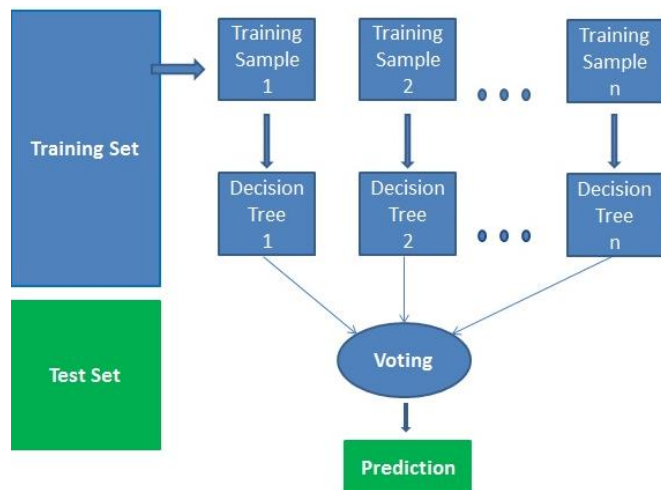 Training Set
Training
Sample
1
Training
Sample
2
Training
Sample
n
Decision
Tree
1
Decision
Tree
2
Decision
Tree
n
Test Set
Voting
Prediction